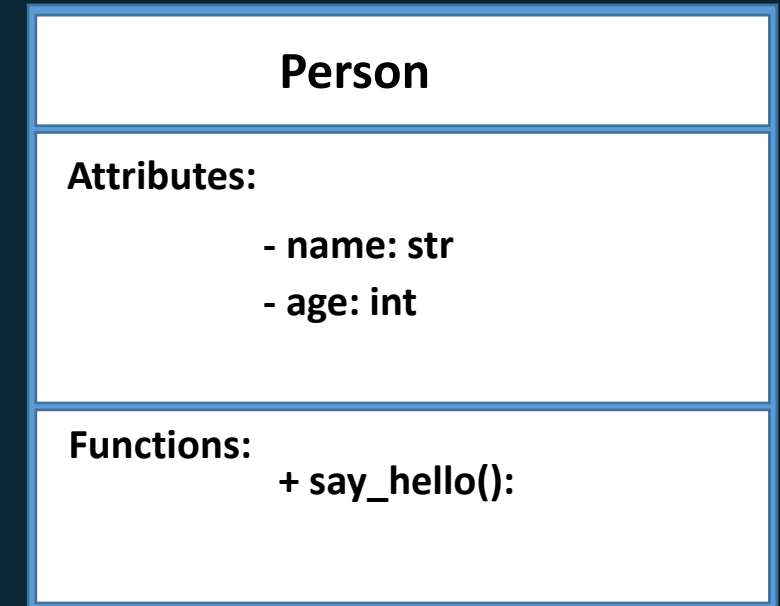 Person
Attributes:
- name: str
- age: int
Functions:
+ say_hello():